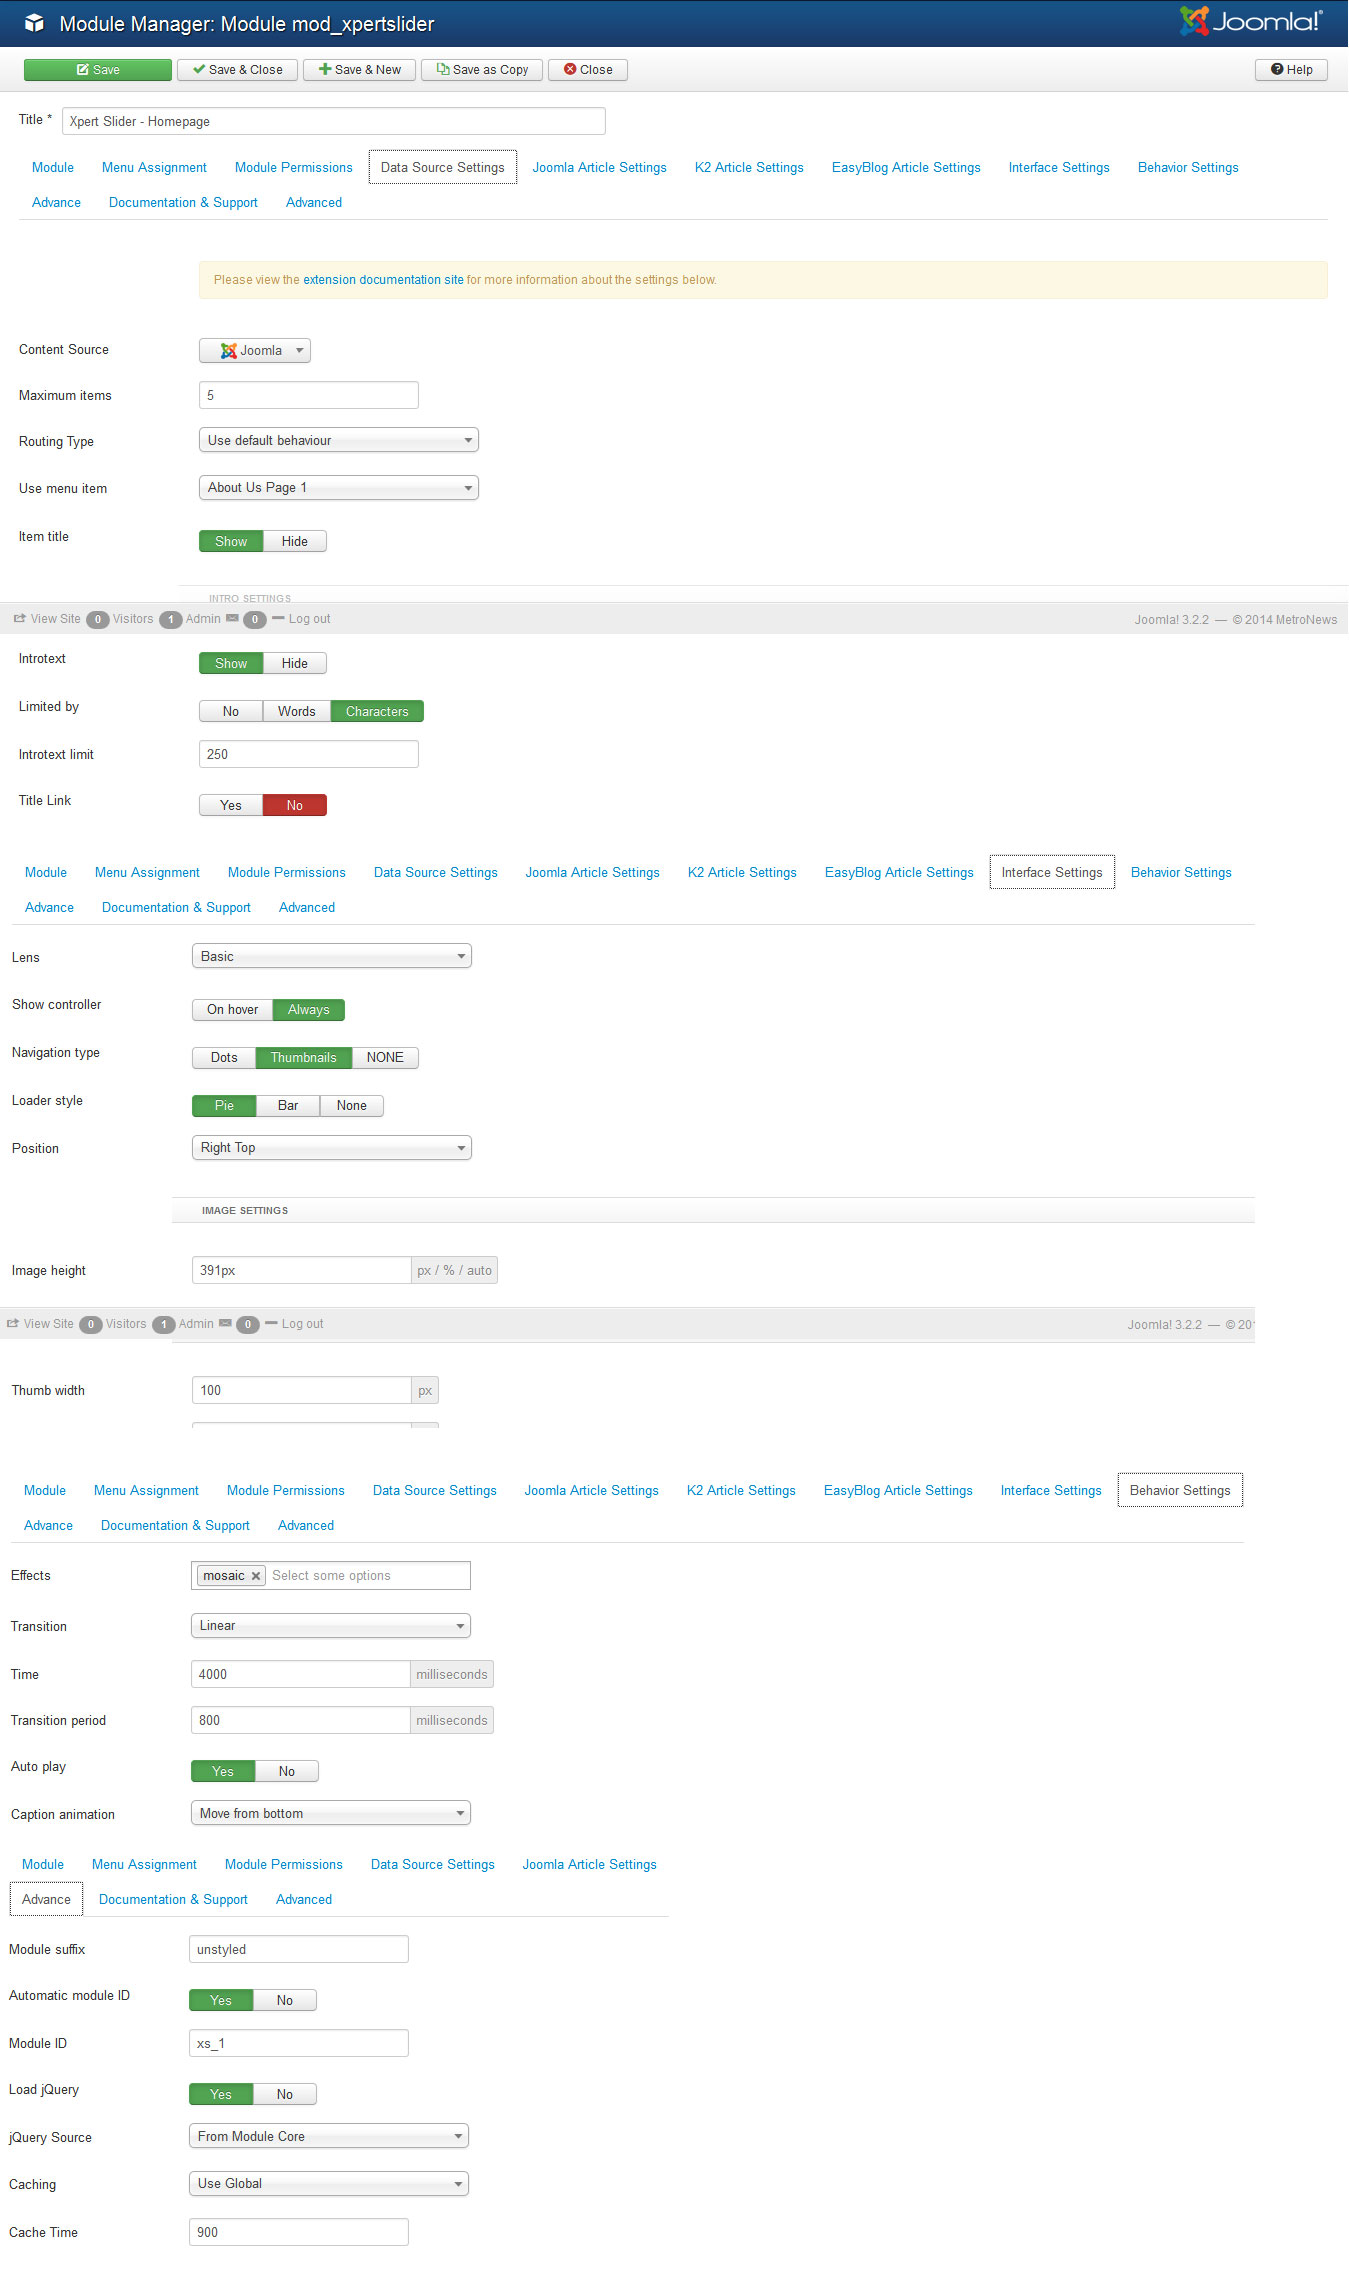 Module Manager: Module mod_xpertslider
Joomla!®
Save Save & Close Save & New Save as Copy Close Help
Title * Xpert Slider - Homepage
Module Menu Assignment Module Permissions Data Source Settings Joomla Article Settings K2 Article Settings EasyBlog Article Settings Interface Settings Behavior Settings
Advance Documentation & Support Advanced
Please view the extension documentation site for more information about the settings below.
Content Source Joomla
Maximum items 5
Routing Type Use default behaviour
Use menu item About Us Page 1
Item title Show Hide
INTRO SETTINGS
View Site 0 Visitors 1 Admin 0 Log out Joomla! 3.2.2 — © 2014 MetroNews
Introtext Show Hide
Limited by No Words Characters
Introtext limit 250
Title Link Yes No
Module Menu Assignment Module Permissions Data Source Settings Joomla Article Settings K2 Article Settings EasyBlog Article Settings Interface Settings Behavior Settings
Advance Documentation & Support Advanced
Lens Basic
Show controller On hover Always
Navigation type Dots Thumbnails NONE
Loader style Pie Bar None
Position Right Top
IMAGE SETTINGS
Image height 391px px / % / auto
View Site 0 Visitors 1 Admin 0 Log out Joomla! 3.2.2 — © 201
Thumb width 100 px
Module Menu Assignment Module Permissions Data Source Settings Joomla Article Settings K2 Article Settings EasyBlog Article Settings Interface Settings Behavior Settings
Advance Documentation & Support Advanced
Effects mosaic Select some options
Transition Linear
Time 4000 milliseconds
Transition period 800 milliseconds
Auto play Yes No
Caption animation Move from bottom
Module Menu Assignment Module Permissions Data Source Settings Joomla Article Settings
Advance Documentation & Support Advanced
Module suffix unstyled
Automatic module ID Yes No
Module ID xs_1
Load jQuery Yes No
jQuery Source From Module Core
Caching Use Global
Cache Time 900